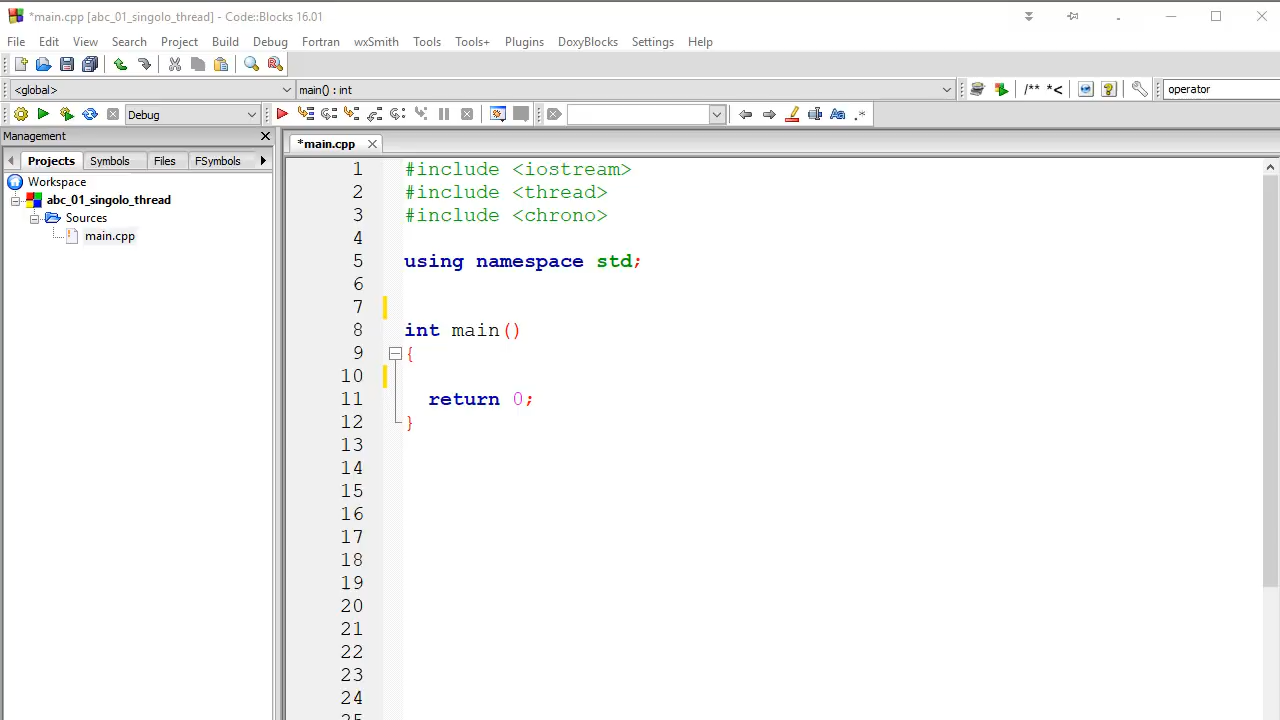 *main.cpp [abc_01_singolo_thread] - Code::Blocks 16.01
File Edit View Search Project Build Debug Fortran wxSmith Tools Tools+ Plugins DoxyBlocks Settings Help
<global> main() : int /** *< operator
Debug .*
Management
Projects Symbols Files FSymbols
Workspace
abc_01_singolo_thread
Sources
main.cpp
*main.cpp
1 #include <iostream>
2 #include <thread>
3 #include <chrono>
4
5 using namespace std;
6
7
8 int main()
9 {
10
11 return 0;
12 }
13
14
15
16
17
18
19
20
21
22
23
24
25